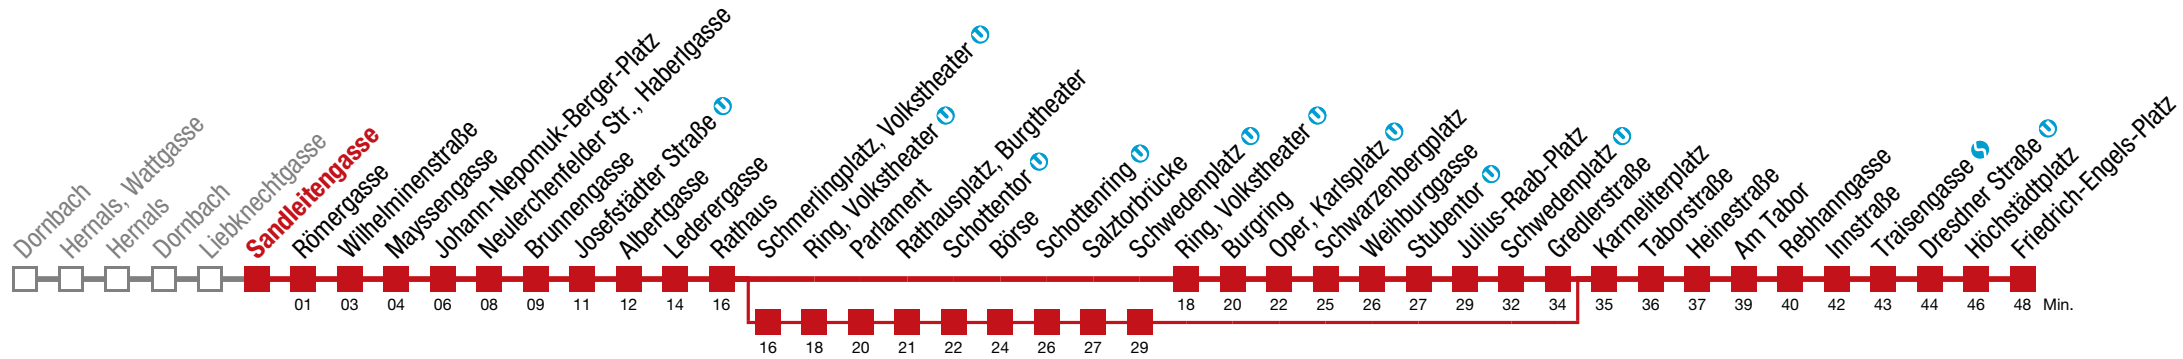 Dornbach
Hernals, Wattgasse
Hernals
Dornbach
Liebknechtgasse
Sandleitengasse
Römergasse
Wilhelminenstraße
Mayssengasse
Johann-Nepomuk-Berger-Platz
Neulerchenfelder Str., Haberlgasse
Brunnengasse
Josefstädter Straße U
Albertgasse
Lederergasse
Rathaus
Schmerlingplatz, Volkstheater U
Ring, Volkstheater U
Parlament
Rathausplatz, Burgtheater
Schottentor U
Börse
Schottenring U
Salztorbrücke
Schwedenplatz U
Ring, Volkstheater U
Burgring
Oper, Karlsplatz U
Schwarzenbergplatz
Weihburggasse
Stubentor U
Julius-Raab-Platz
Schwedenplatz U
Gredlerstraße
Karmeliterplatz
Taborstraße
Heinestraße
Am Tabor
Rebhanngasse
Innstraße
Traisengasse S
Dresdner Straße U
Höchstädtplatz
Friedrich-Engels-Platz
01 03 04 06 08 09 11 12 14 16 18 20 22 25 26 27 29 32 34 35 36 37 39 40 42 43 44 46 48 Min.
16 18 20 21 22 24 26 27 29